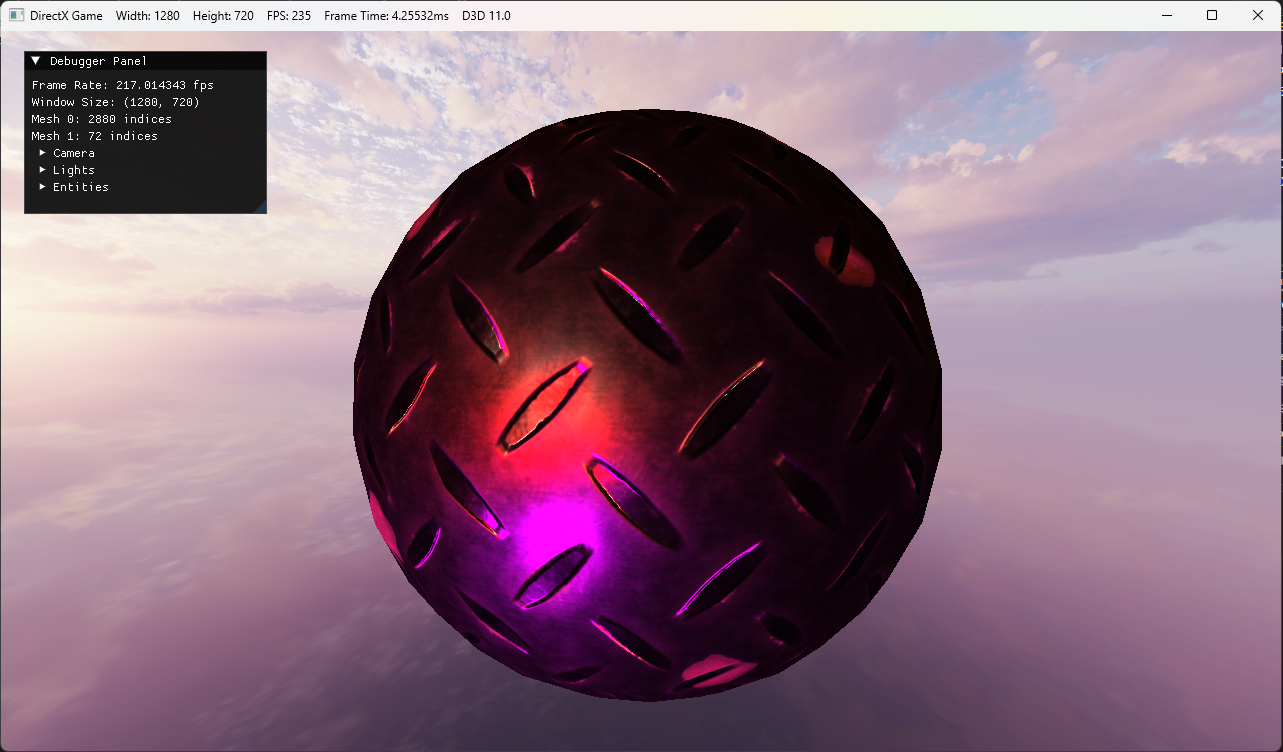 DirectX Game Width: 1280 Height: 720 FPS: 235 Frame Time: 4.25532ms D3D 11.0
Debugger Panel
Frame Rate: 217.014343 fps
Window Size: (1280, 720)
Mesh 0: 2880 indices
Mesh 1: 72 indices
Camera
Lights
Entities